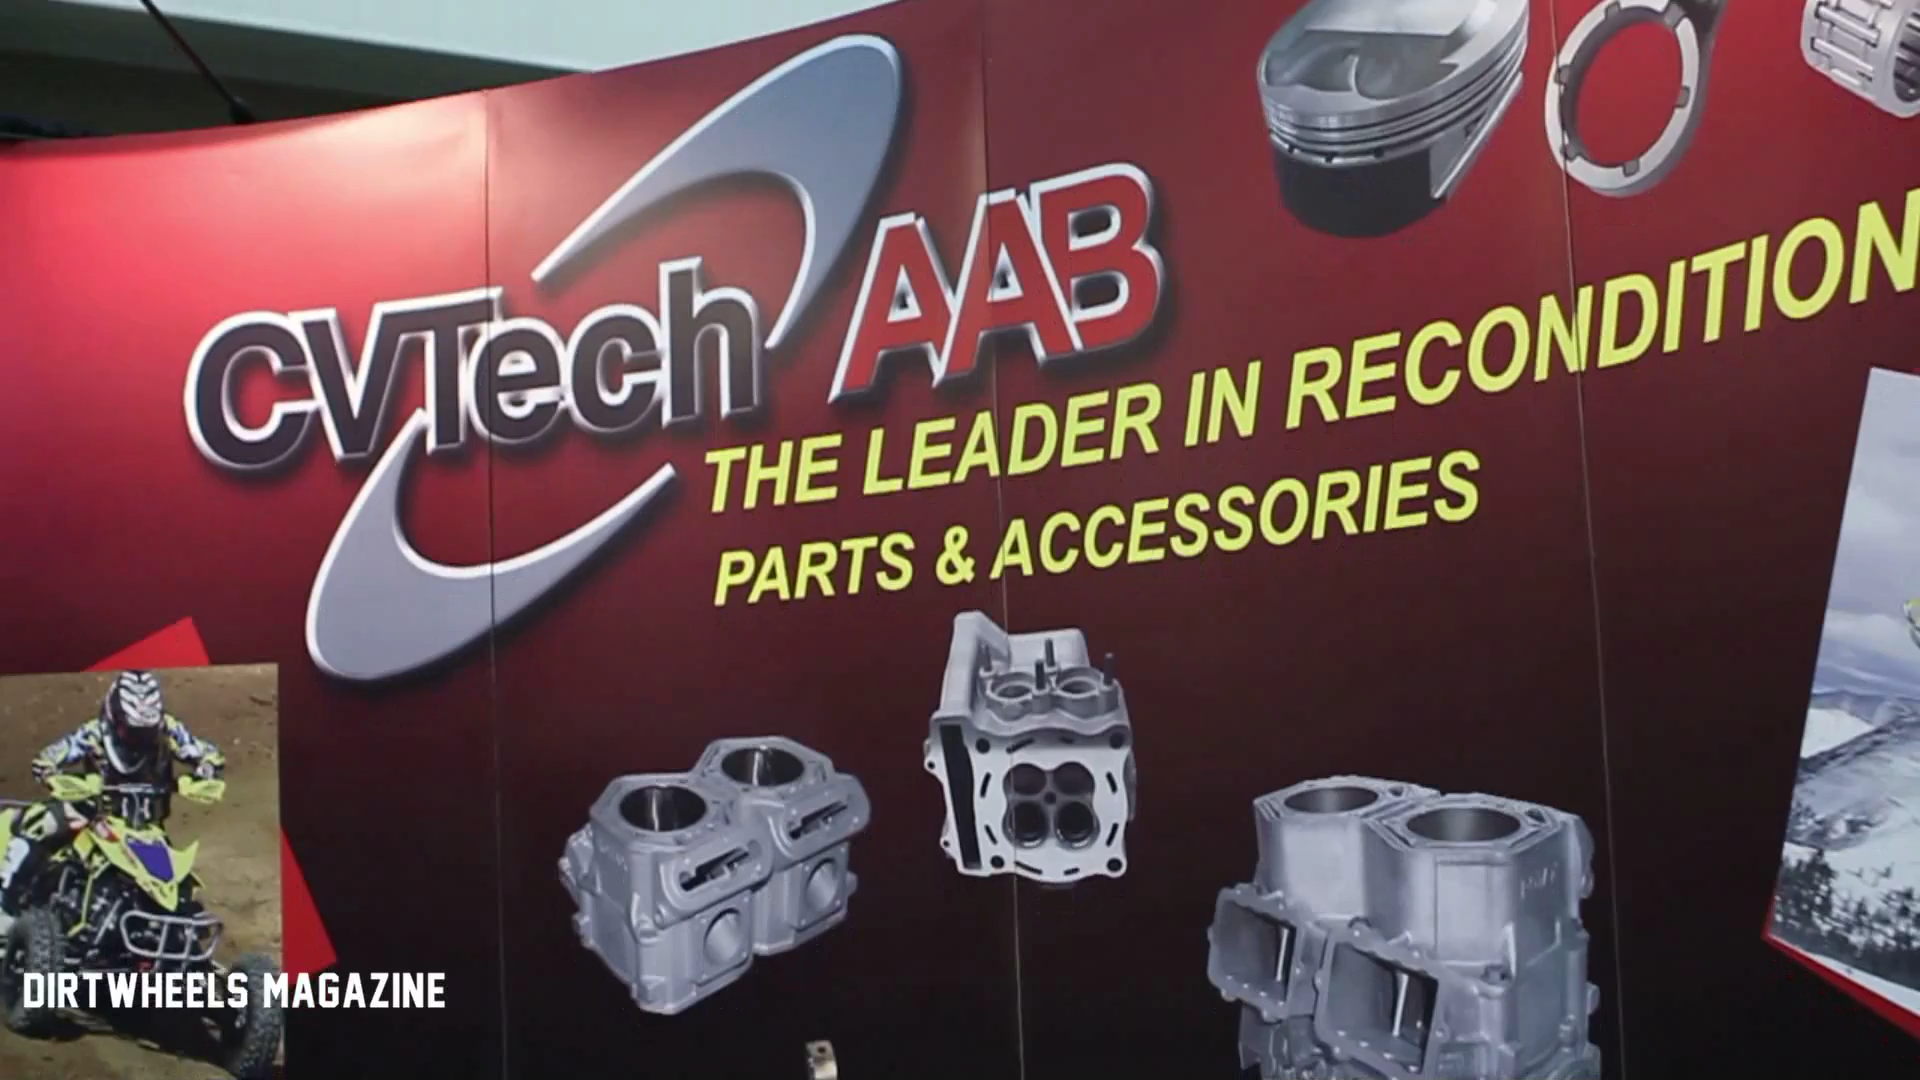 CVTech AAB
THE LEADER IN RECONDITION
PARTS & ACCESSORIES
DIRTWHEELS MAGAZINE